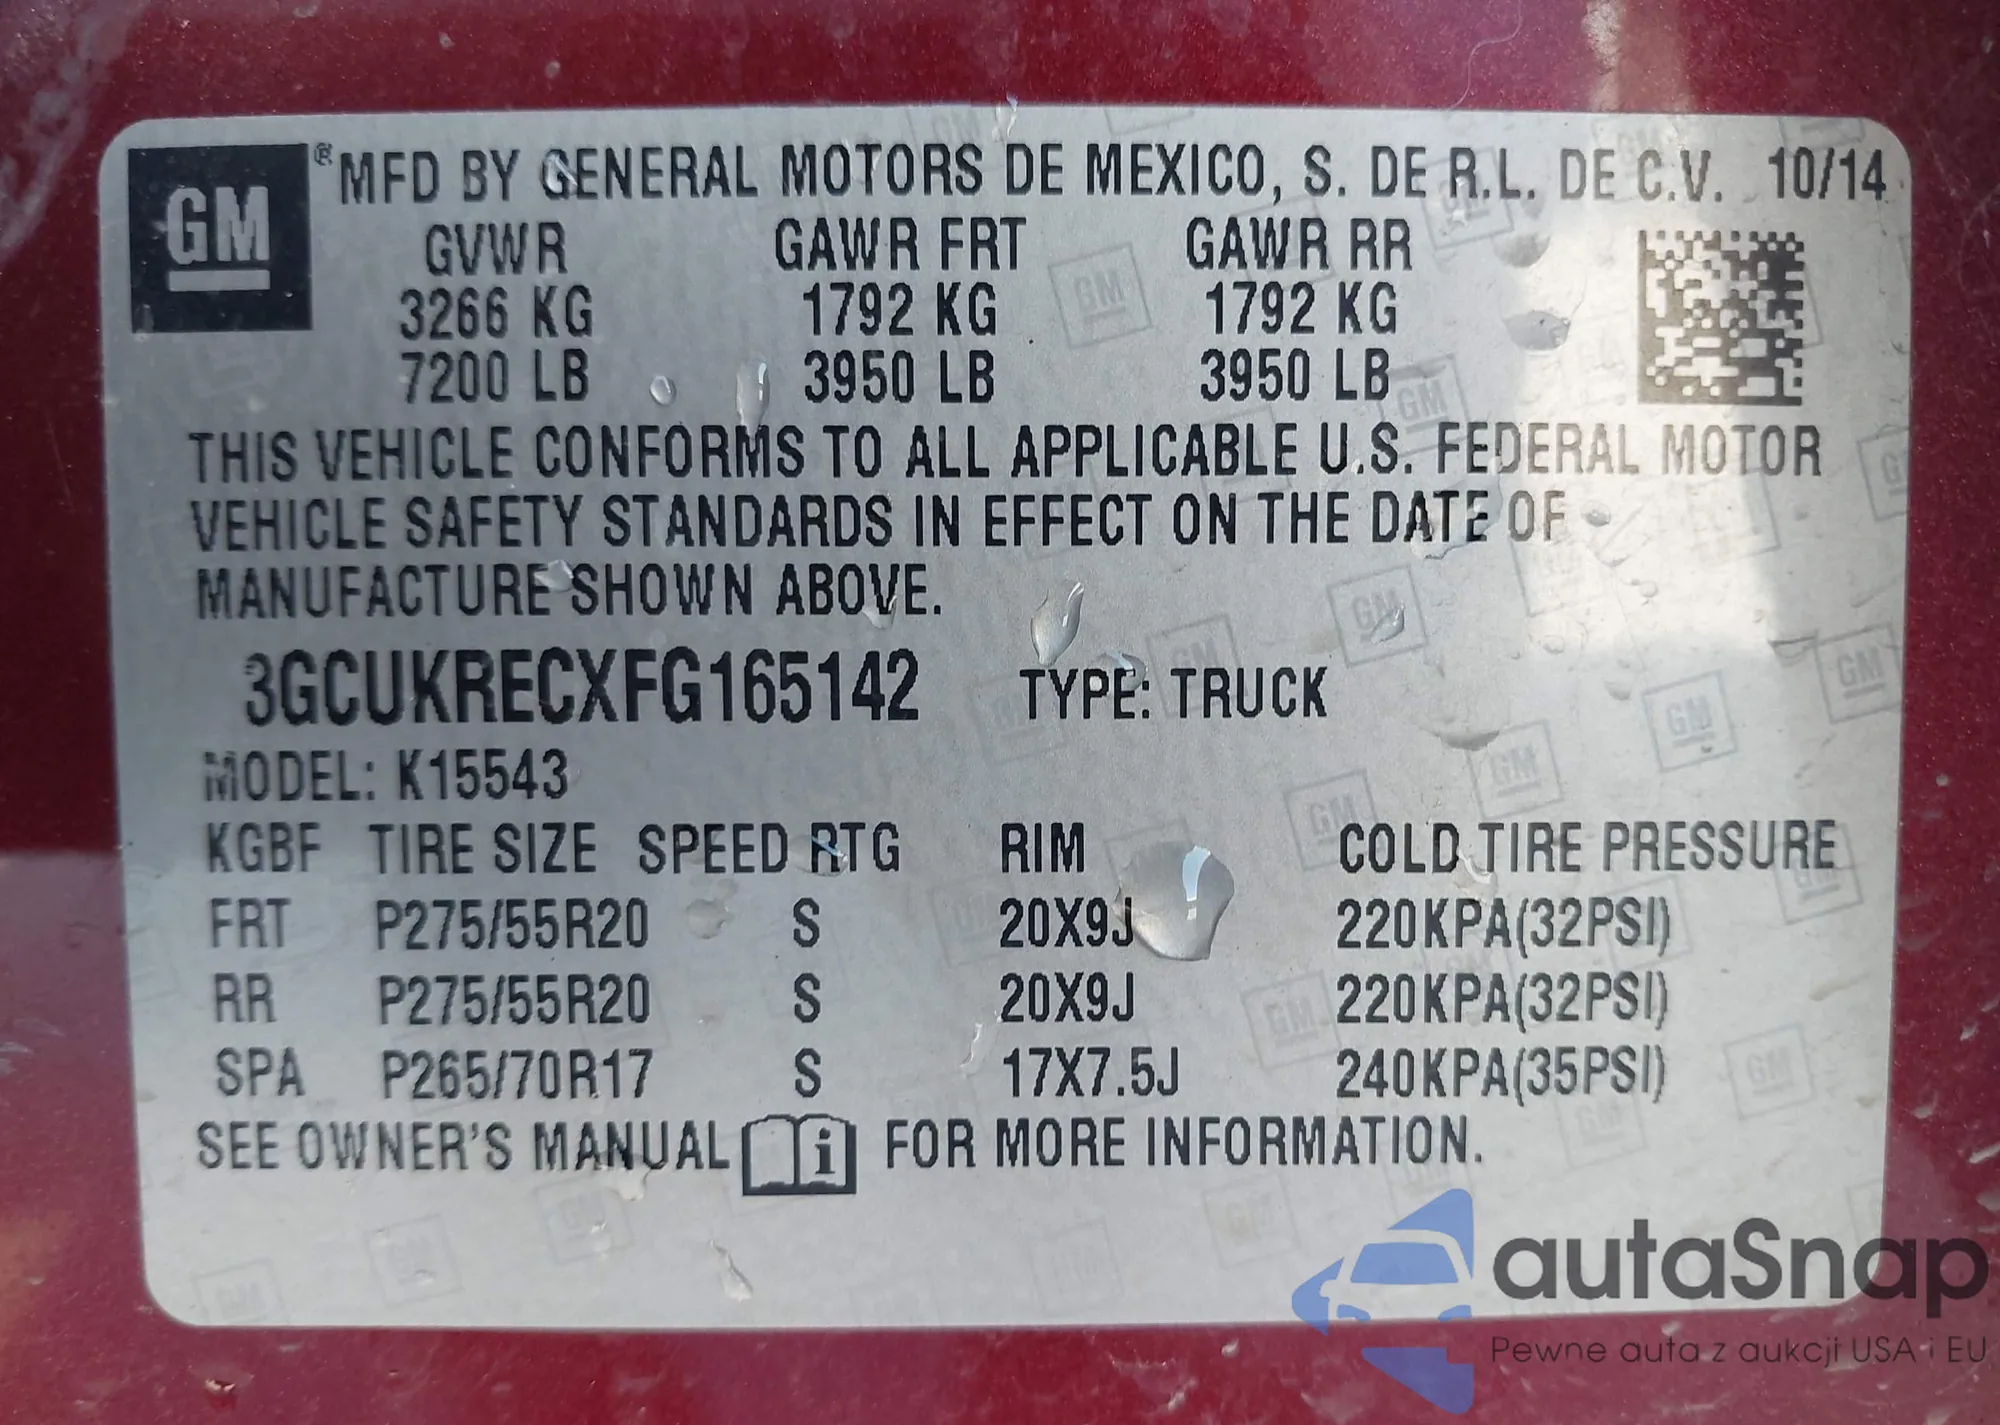 GM
® MFD BY GENERAL MOTORS DE MEXICO, S. DE R.L. DE C.V. 10/14
GVWR GAWR FRT GAWR RR
3266 KG 1792 KG 1792 KG
7200 LB 3950 LB 3950 LB
THIS VEHICLE CONFORMS TO ALL APPLICABLE U.S. FEDERAL MOTOR
VEHICLE SAFETY STANDARDS IN EFFECT ON THE DATE OF
MANUFACTURE SHOWN ABOVE.
3GCUKRECXFG165142 TYPE: TRUCK
MODEL: K15543
KGBF TIRE SIZE SPEED RTG RIM COLD TIRE PRESSURE
FRT P275/55R20 S 20X9J 220KPA(32PSI)
RR P275/55R20 S 20X9J 220KPA(32PSI)
SPA P265/70R17 S 17X7.5J 240KPA(35PSI)
SEE OWNER'S MANUAL i FOR MORE INFORMATION.
autaSnap
Pewne auta z aukcji USA i EU